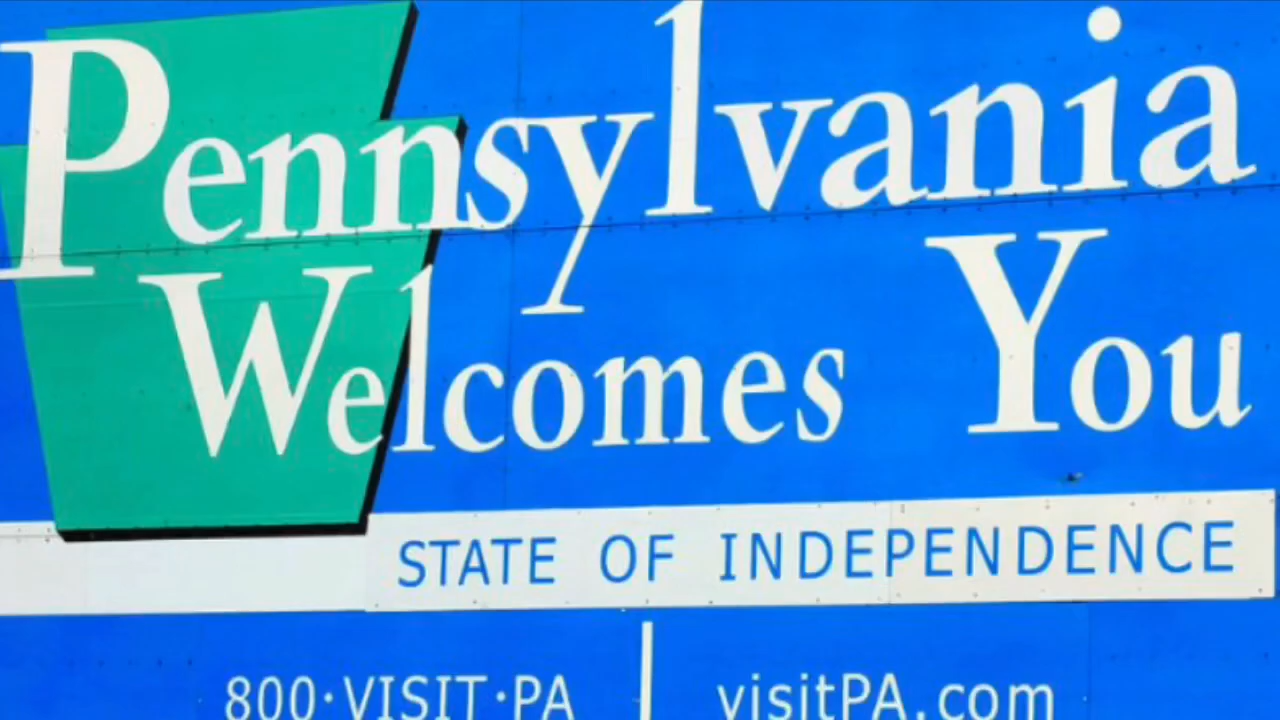 Pennsylvania
Welcomes You
STATE OF INDEPENDENCE
800·VISIT·PA | visitPA.com